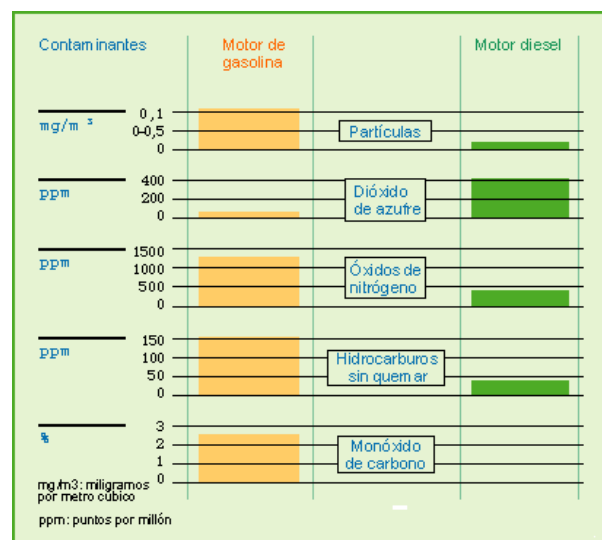 Contaminantes
Motor de
gasolina
Motor diesel
mg/m ³
0,1
0-0,5
0
Partículas
ppm
400
200
0
Dióxido
de azufre
ppm
1500
1000
500
0
Óxidos de
nitrógeno
ppm
150
100
50
0
Hidrocarburos
sin quemar
%
3
2
1
0
Monóxido
de carbono
mg/m3: miligramos
por metro cúbico
ppm: puntos por millón